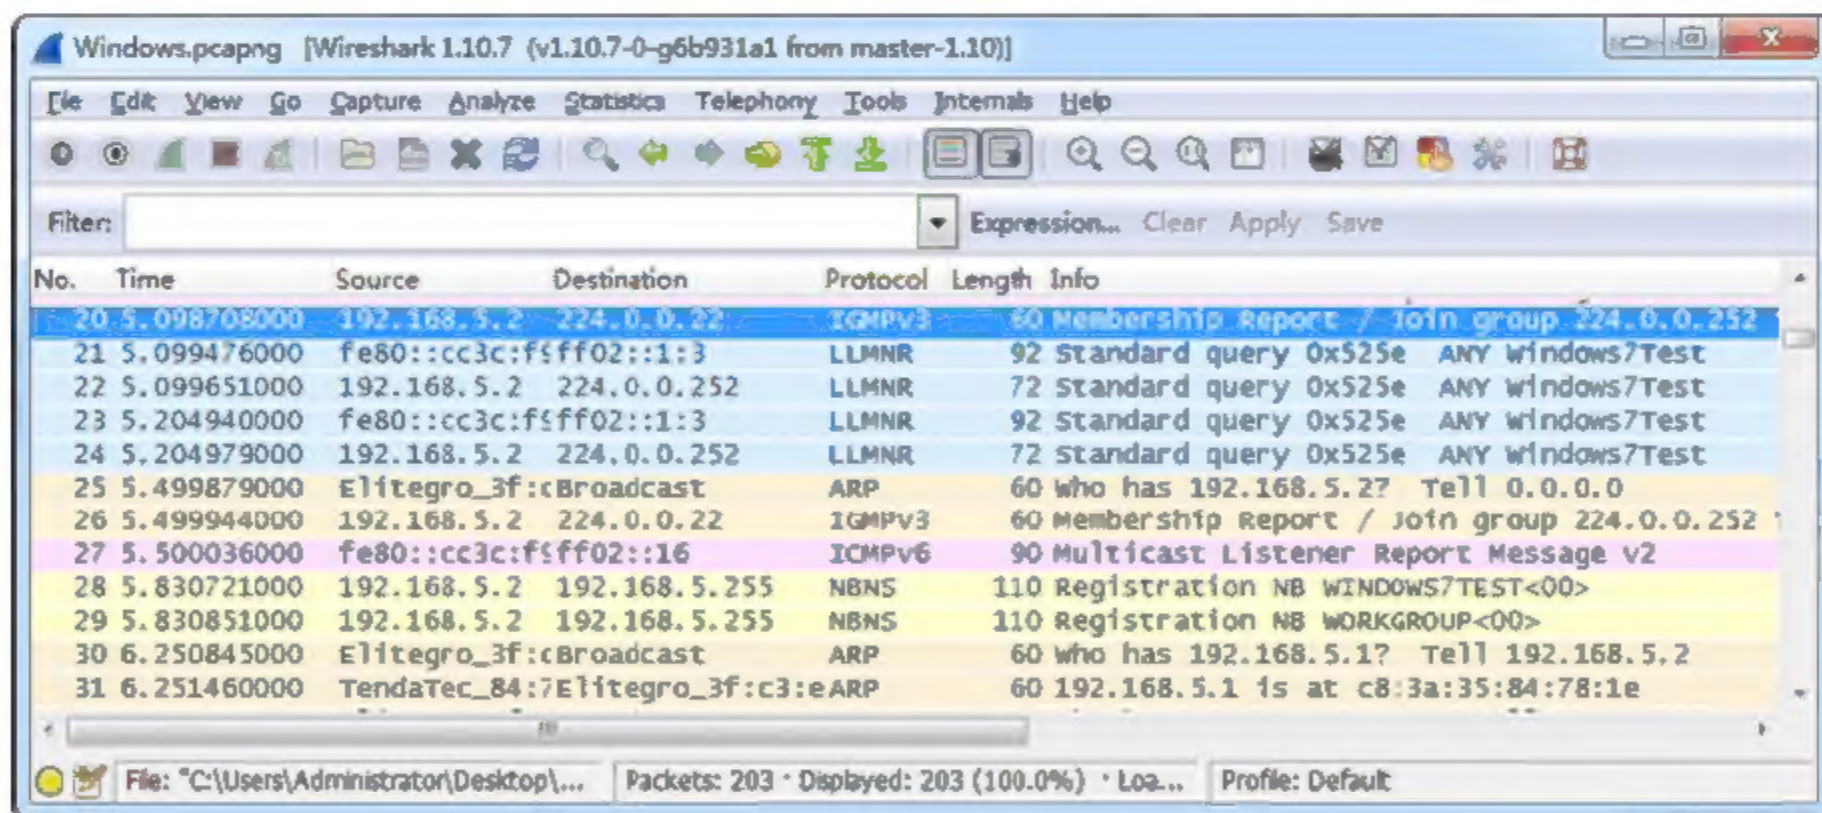 Windows.pcapng [Wireshark 1.10.7 (v1.10.7-0-g6b931a1 from master-1.10)]
File Edit View Go Capture Analyze Statistics Telephony Tools Internals Help
Filter: Expression... Clear Apply Save
No. Time Source Destination Protocol Length Info
20 5.098708000 192.168.5.2 224.0.0.22 IGMPv3 60 Membership Report / Join group 224.0.0.252
21 5.099476000 fe80::cc3c:f9 ff02::1:3 LLMNR 92 Standard query 0x525e ANY Windows7Test
22 5.099651000 192.168.5.2 224.0.0.252 LLMNR 72 Standard query 0x525e ANY Windows7Test
23 5.204940000 fe80::cc3c:f9 ff02::1:3 LLMNR 92 Standard query 0x525e ANY Windows7Test
24 5.204979000 192.168.5.2 224.0.0.252 LLMNR 72 Standard query 0x525e ANY Windows7Test
25 5.499879000 Elitegro_3f:c Broadcast ARP 60 Who has 192.168.5.2? Tell 0.0.0.0
26 5.499944000 192.168.5.2 224.0.0.22 IGMPv3 60 Membership Report / Join group 224.0.0.252
27 5.500036000 fe80::cc3c:f9 ff02::16 ICMPv6 90 Multicast Listener Report Message v2
28 5.830721000 192.168.5.2 192.168.5.255 NBNS 110 Registration NB WINDOWS7TEST<00>
29 5.830851000 192.168.5.2 192.168.5.255 NBNS 110 Registration NB WORKGROUP<00>
30 6.250845000 Elitegro_3f:c Broadcast ARP 60 Who has 192.168.5.1? Tell 192.168.5.2
31 6.251460000 TendaTec_84:7 Elitegro_3f:c3:e ARP 60 192.168.5.1 is at c8:3a:35:84:78:1e
File: "C:\Users\Administrator\Desktop\... Packets: 203 · Displayed: 203 (100.0%) · Loa... Profile: Default